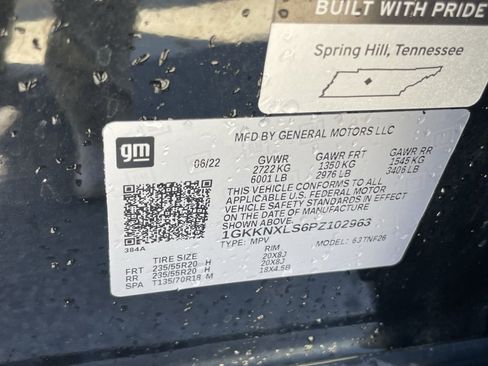 BUILT WITH PRIDE
Spring Hill, Tennessee
gm
MFD BY GENERAL MOTORS LLC
06/22 GVWR GAWR FRT GAWR RR
2722 KG 1350 KG 1545 KG
6001 LB 2976 LB 3406 LB
THIS VEHICLE CONFORMS TO ALL
APPLICABLE U.S. FEDERAL MOTOR
VEHICLE SAFETY AND THEFT
PREVENTION STANDARDS IN EFFECT
ON THE DATE OF MANUFACTURE
SHOWN ABOVE.
1GKKNXLS6PZ102963
TYPE: MPV MODEL: 63TNF26
384A
TIRE SIZE RIM
FRT 235/55R20 H 20X8J
RR 235/55R20 H 20X8J
SPA T135/70R18 M 18X4.5B